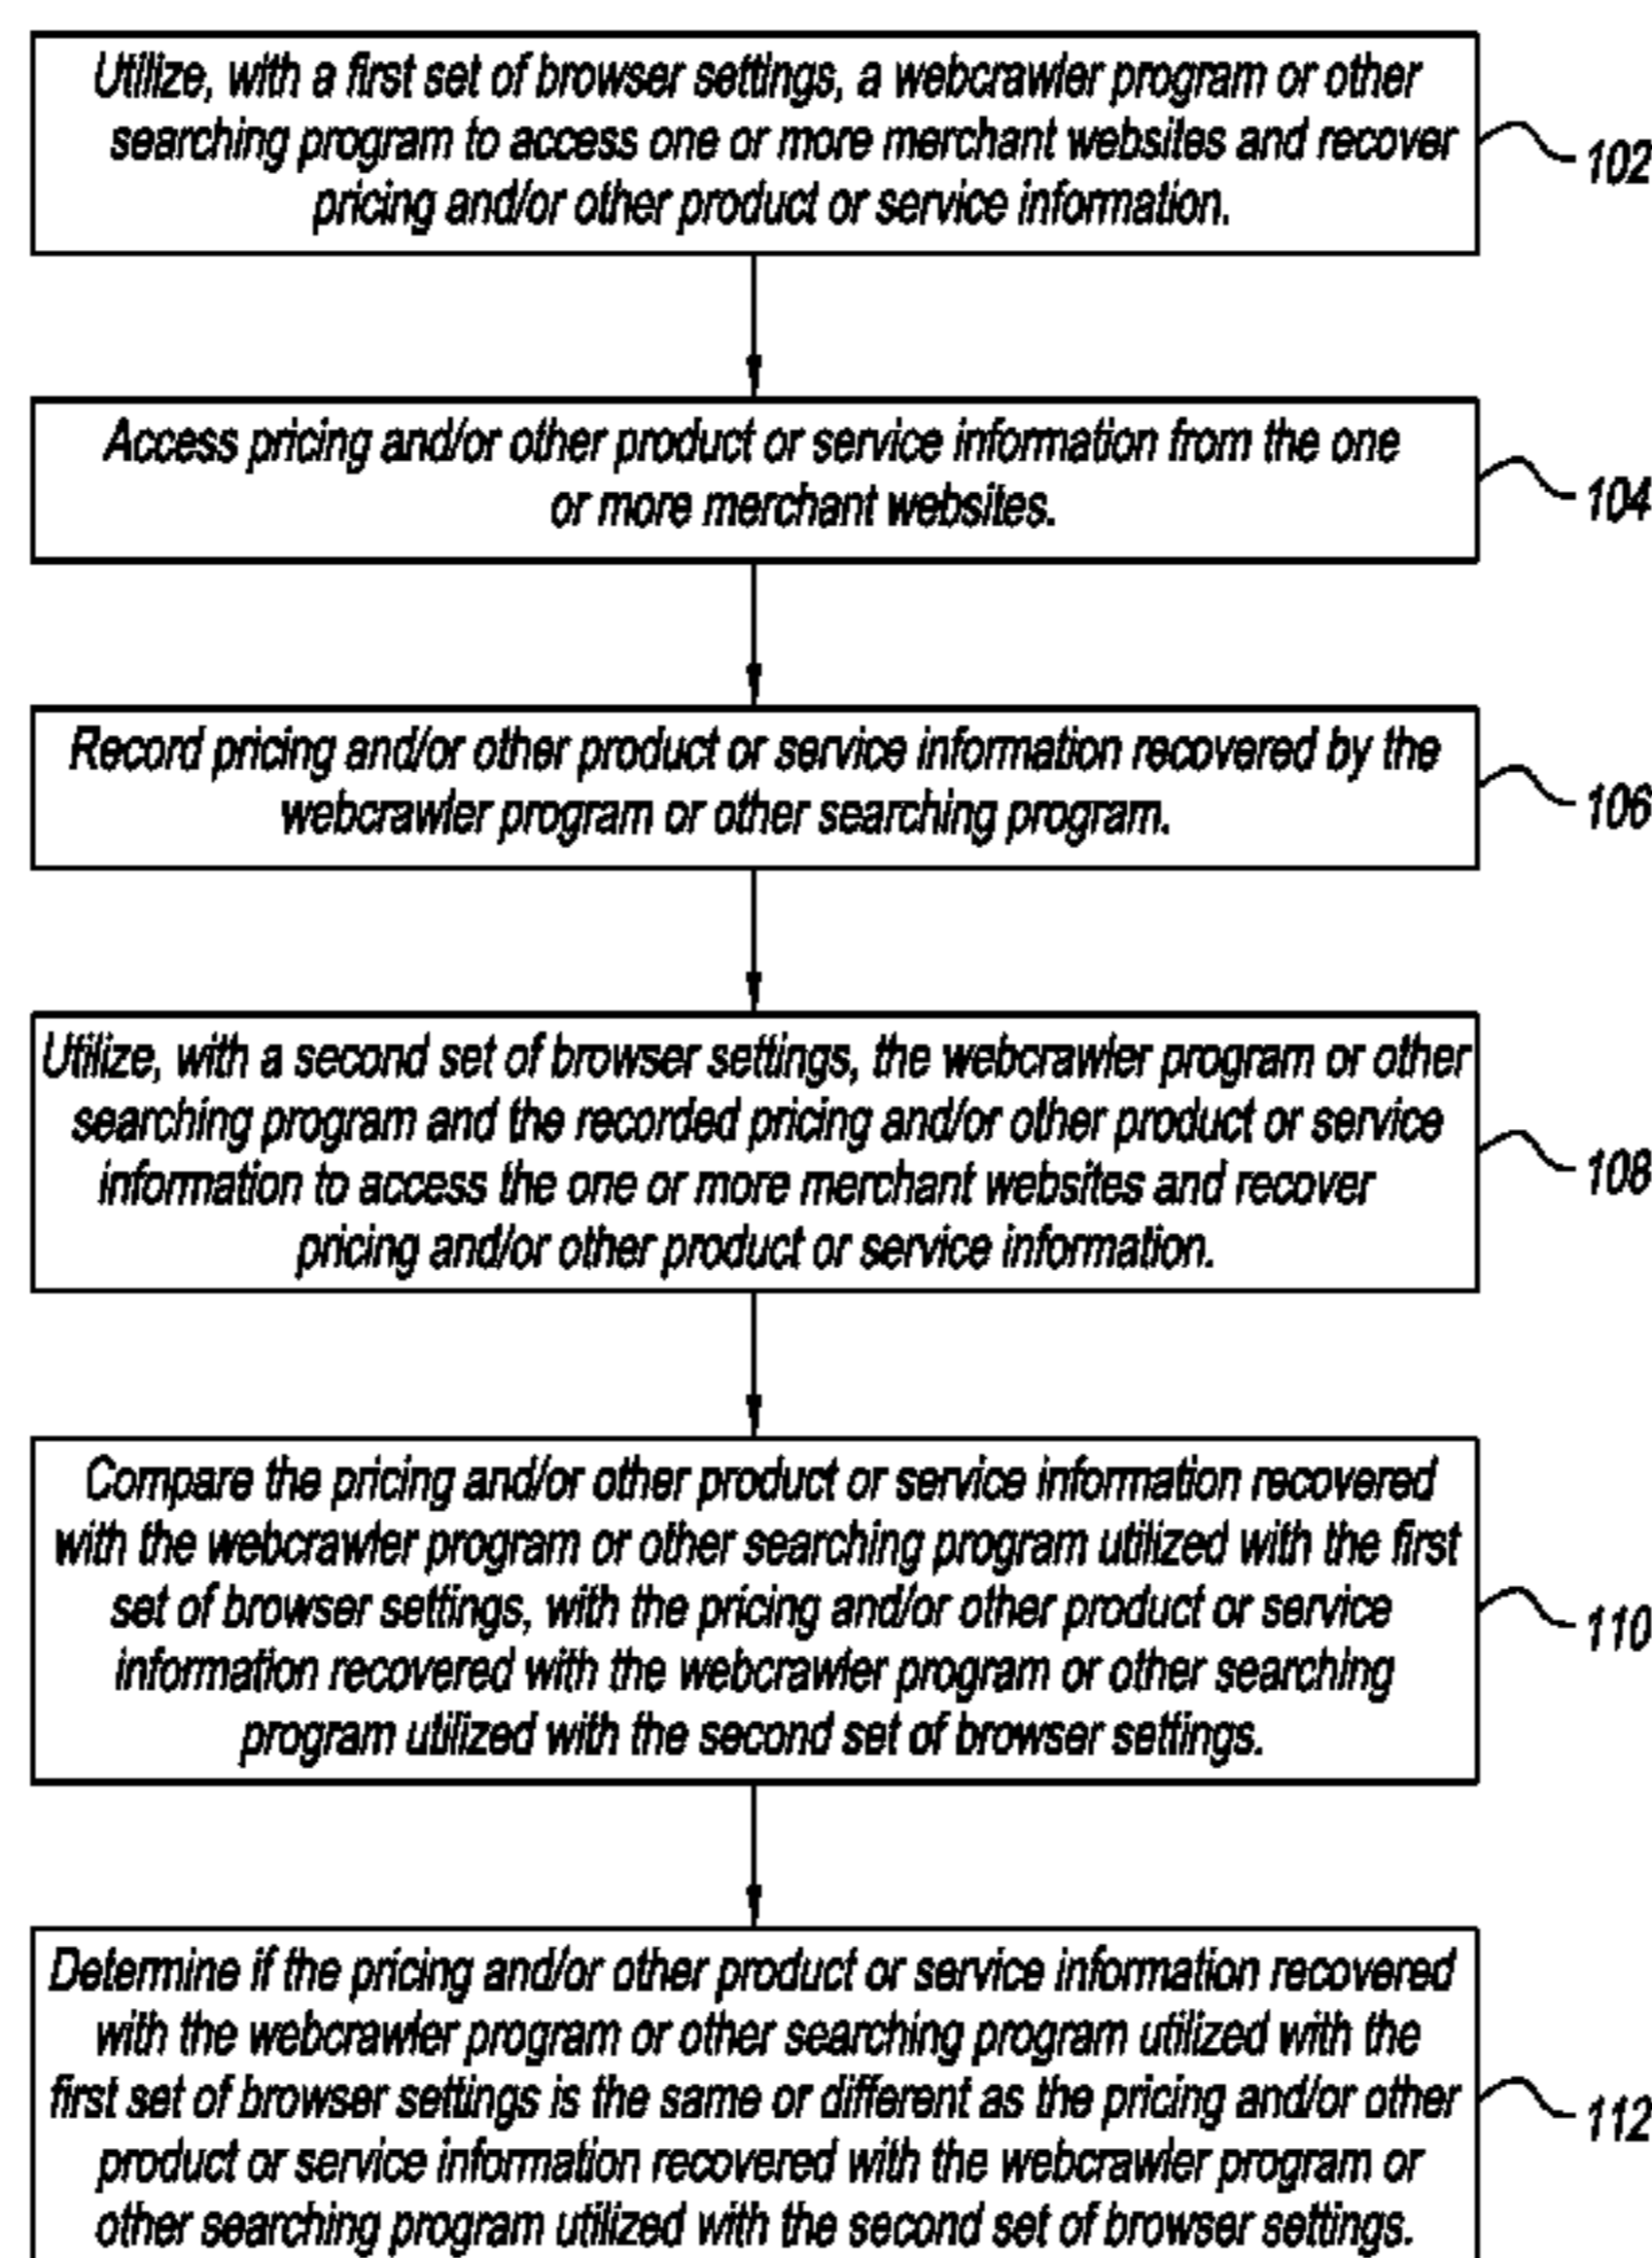 Utilize, with a first set of browser settings, a webcrawler program or other
searching program to access one or more merchant websites and recover
pricing and/or other product or service information.
102
Access pricing and/or other product or service information from the one
or more merchant websites.
104
Record pricing and/or other product or service information recovered by the
webcrawler program or other searching program.
106
Utilize, with a second set of browser settings, the webcrawler program or other
searching program and the recorded pricing and/or other product or service
information to access the one or more merchant websites and recover
pricing and/or other product or service information.
108
Compare the pricing and/or other product or service information recovered
with the webcrawler program or other searching program utilized with the first
set of browser settings, with the pricing and/or other product or service
information recovered with the webcrawler program or other searching
program utilized with the second set of browser settings.
110
Determine if the pricing and/or other product or service information recovered
with the webcrawler program or other searching program utilized with the
first set of browser settings is the same or different as the pricing and/or other
product or service information recovered with the webcrawler program or
other searching program utilized with the second set of browser settings.
112